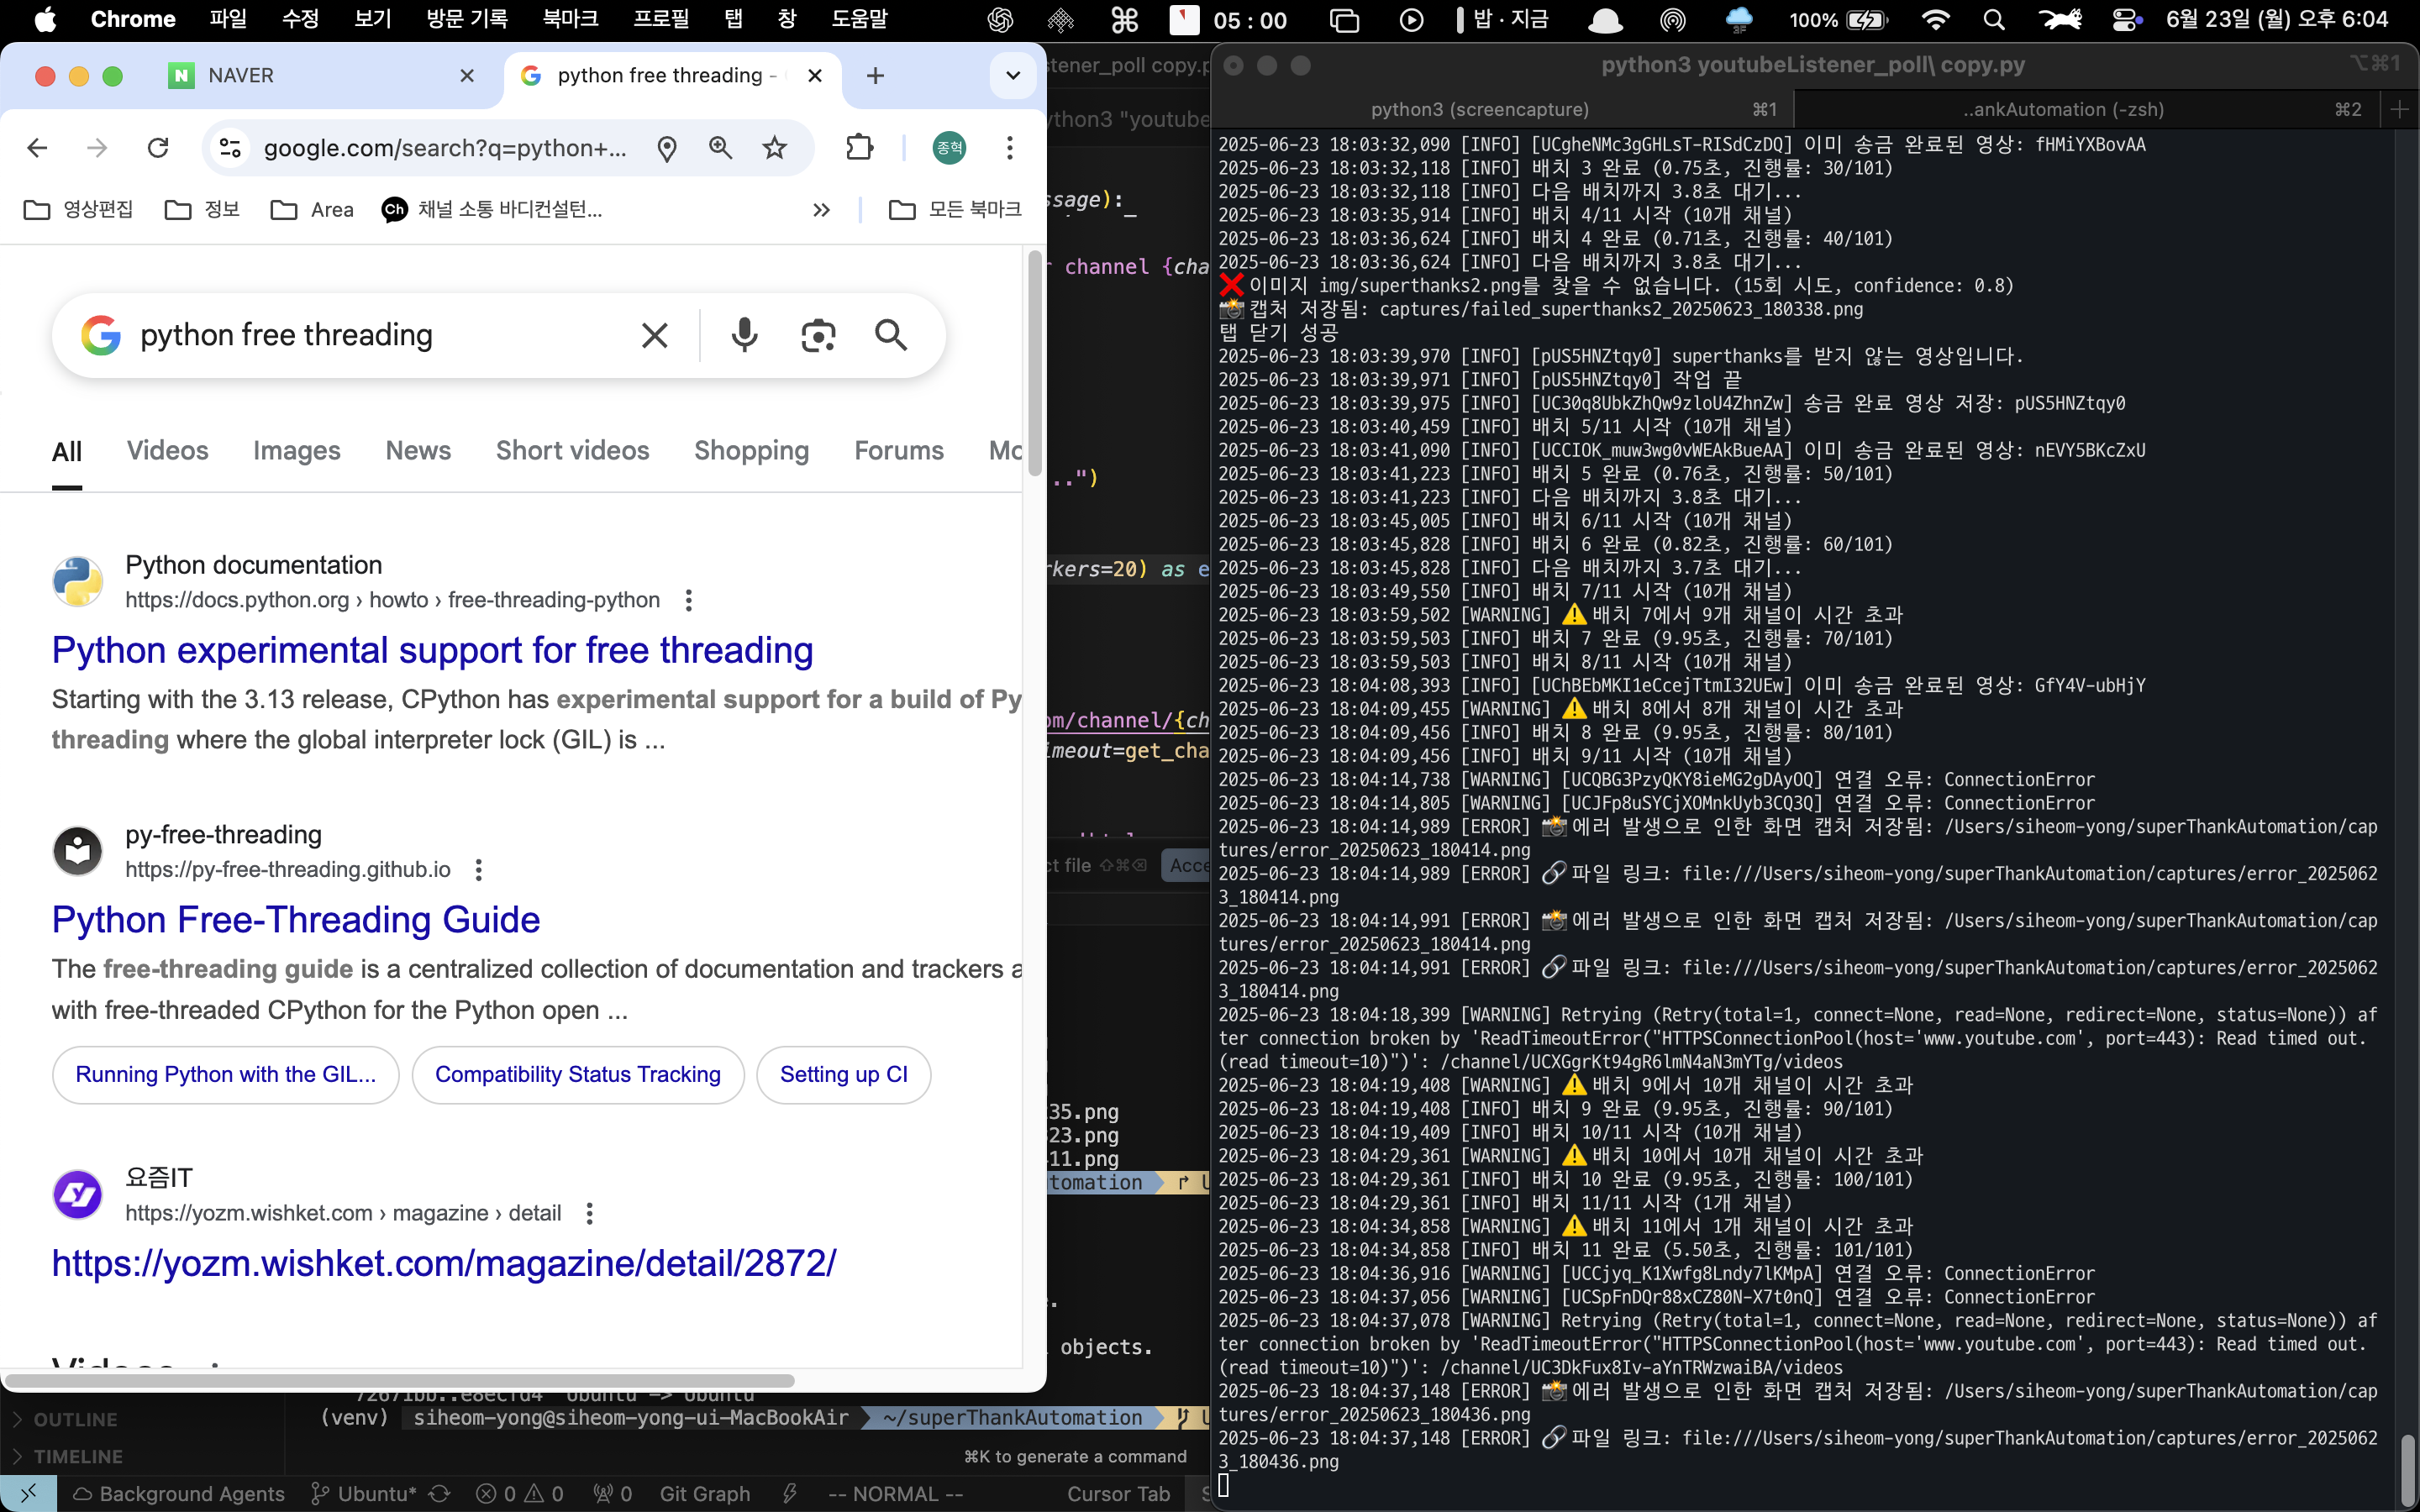 Chrome 파일 수정 보기 방문 기록 북마크 프로필 탭 창 도움말 05 : 00 밥 · 지금 100% 6월 23일 (월) 오후 6:04
NAVER
python free threading -
google.com/search?q=python+...
종혁
영상편집 정보 Area 채널 소통 바디컨설턴... 모든 북마크
python free threading
All Videos Images News Short videos Shopping Forums Mo
Python documentation
https://docs.python.org › howto › free-threading-python
Python experimental support for free threading
Starting with the 3.13 release, CPython has experimental support for a build of Py
threading where the global interpreter lock (GIL) is ...
py-free-threading
https://py-free-threading.github.io
Python Free-Threading Guide
The free-threading guide is a centralized collection of documentation and trackers a
with free-threaded CPython for the Python open ...
Running Python with the GIL... Compatibility Status Tracking Setting up CI
요즘IT
https://yozm.wishket.com › magazine › detail
https://yozm.wishket.com/magazine/detail/2872/
stener_poll copy.p
ython3 "youtube
ssage):
channel {cha
..")
rkers=20) as e
om/channel/{ch
imeout=get_cha
ct file ⇧⌘⌫ Acce
35.png
23.png
11.png
tomation
objects.
(venv) siheom-yong@siheom-yong-ui-MacBookAir ~/superThankAutomation
OUTLINE
TIMELINE
⌘K to generate a command
Background Agents Ubuntu* 0 0 0 Git Graph -- NORMAL -- Cursor Tab
python3 youtubeListener_poll\ copy.py ⌥⌘1
python3 (screencapture) ⌘1 ..ankAutomation (-zsh) ⌘2
2025-06-23 18:03:32,090 [INFO] [UCgheNMc3gGHLsT-RISdCzDQ] 이미 송금 완료된 영상: fHMiYXBovAA
2025-06-23 18:03:32,118 [INFO] 배치 3 완료 (0.75초, 진행률: 30/101)
2025-06-23 18:03:32,118 [INFO] 다음 배치까지 3.8초 대기...
2025-06-23 18:03:35,914 [INFO] 배치 4/11 시작 (10개 채널)
2025-06-23 18:03:36,624 [INFO] 배치 4 완료 (0.71초, 진행률: 40/101)
2025-06-23 18:03:36,624 [INFO] 다음 배치까지 3.8초 대기...
❌ 이미지 img/superthanks2.png를 찾을 수 없습니다. (15회 시도, confidence: 0.8)
📸 캡처 저장됨: captures/failed_superthanks2_20250623_180338.png
탭 닫기 성공
2025-06-23 18:03:39,970 [INFO] [pUS5HNZtqy0] superthanks를 받지 않는 영상입니다.
2025-06-23 18:03:39,971 [INFO] [pUS5HNZtqy0] 작업 끝
2025-06-23 18:03:39,975 [INFO] [UC30q8UbkZhQw9zloU4ZhnZw] 송금 완료 영상 저장: pUS5HNZtqy0
2025-06-23 18:03:40,459 [INFO] 배치 5/11 시작 (10개 채널)
2025-06-23 18:03:41,090 [INFO] [UCCIOK_muw3wg0vWEAkBueAA] 이미 송금 완료된 영상: nEVY5BKcZxU
2025-06-23 18:03:41,223 [INFO] 배치 5 완료 (0.76초, 진행률: 50/101)
2025-06-23 18:03:41,223 [INFO] 다음 배치까지 3.8초 대기...
2025-06-23 18:03:45,005 [INFO] 배치 6/11 시작 (10개 채널)
2025-06-23 18:03:45,828 [INFO] 배치 6 완료 (0.82초, 진행률: 60/101)
2025-06-23 18:03:45,828 [INFO] 다음 배치까지 3.7초 대기...
2025-06-23 18:03:49,550 [INFO] 배치 7/11 시작 (10개 채널)
2025-06-23 18:03:59,502 [WARNING] ⚠️ 배치 7에서 9개 채널이 시간 초과
2025-06-23 18:03:59,503 [INFO] 배치 7 완료 (9.95초, 진행률: 70/101)
2025-06-23 18:03:59,503 [INFO] 배치 8/11 시작 (10개 채널)
2025-06-23 18:04:08,393 [INFO] [UChBEbMKI1eCcejTtmI32UEw] 이미 송금 완료된 영상: GfY4V-ubHjY
2025-06-23 18:04:09,455 [WARNING] ⚠️ 배치 8에서 8개 채널이 시간 초과
2025-06-23 18:04:09,456 [INFO] 배치 8 완료 (9.95초, 진행률: 80/101)
2025-06-23 18:04:09,456 [INFO] 배치 9/11 시작 (10개 채널)
2025-06-23 18:04:14,738 [WARNING] [UCQBG3PzyQKY8ieMG2gDAyOQ] 연결 오류: ConnectionError
2025-06-23 18:04:14,805 [WARNING] [UCJFp8uSYCjXOMnkUyb3CQ3Q] 연결 오류: ConnectionError
2025-06-23 18:04:14,989 [ERROR] 📸 에러 발생으로 인한 화면 캡처 저장됨: /Users/siheom-yong/superThankAutomation/cap
tures/error_20250623_180414.png
2025-06-23 18:04:14,989 [ERROR] 🔗 파일 링크: file:///Users/siheom-yong/superThankAutomation/captures/error_2025062
3_180414.png
2025-06-23 18:04:14,991 [ERROR] 📸 에러 발생으로 인한 화면 캡처 저장됨: /Users/siheom-yong/superThankAutomation/cap
tures/error_20250623_180414.png
2025-06-23 18:04:14,991 [ERROR] 🔗 파일 링크: file:///Users/siheom-yong/superThankAutomation/captures/error_2025062
3_180414.png
2025-06-23 18:04:18,399 [WARNING] Retrying (Retry(total=1, connect=None, read=None, redirect=None, status=None)) af
ter connection broken by 'ReadTimeoutError("HTTPSConnectionPool(host='www.youtube.com', port=443): Read timed out.
(read timeout=10)")': /channel/UCXGgrKt94gR6lmN4aN3mYTg/videos
2025-06-23 18:04:19,408 [WARNING] ⚠️ 배치 9에서 10개 채널이 시간 초과
2025-06-23 18:04:19,408 [INFO] 배치 9 완료 (9.95초, 진행률: 90/101)
2025-06-23 18:04:19,409 [INFO] 배치 10/11 시작 (10개 채널)
2025-06-23 18:04:29,361 [WARNING] ⚠️ 배치 10에서 10개 채널이 시간 초과
2025-06-23 18:04:29,361 [INFO] 배치 10 완료 (9.95초, 진행률: 100/101)
2025-06-23 18:04:29,361 [INFO] 배치 11/11 시작 (1개 채널)
2025-06-23 18:04:34,858 [WARNING] ⚠️ 배치 11에서 1개 채널이 시간 초과
2025-06-23 18:04:34,858 [INFO] 배치 11 완료 (5.50초, 진행률: 101/101)
2025-06-23 18:04:36,916 [WARNING] [UCCjyq_K1Xwfg8Lndy7lKMpA] 연결 오류: ConnectionError
2025-06-23 18:04:37,056 [WARNING] [UCSpFnDQr88xCZ80N-X7t0nQ] 연결 오류: ConnectionError
2025-06-23 18:04:37,078 [WARNING] Retrying (Retry(total=1, connect=None, read=None, redirect=None, status=None)) af
ter connection broken by 'ReadTimeoutError("HTTPSConnectionPool(host='www.youtube.com', port=443): Read timed out.
(read timeout=10)")': /channel/UC3DkFux8Iv-aYnTRWzwaiBA/videos
2025-06-23 18:04:37,148 [ERROR] 📸 에러 발생으로 인한 화면 캡처 저장됨: /Users/siheom-yong/superThankAutomation/cap
tures/error_20250623_180436.png
2025-06-23 18:04:37,148 [ERROR] 🔗 파일 링크: file:///Users/siheom-yong/superThankAutomation/captures/error_2025062
3_180436.png